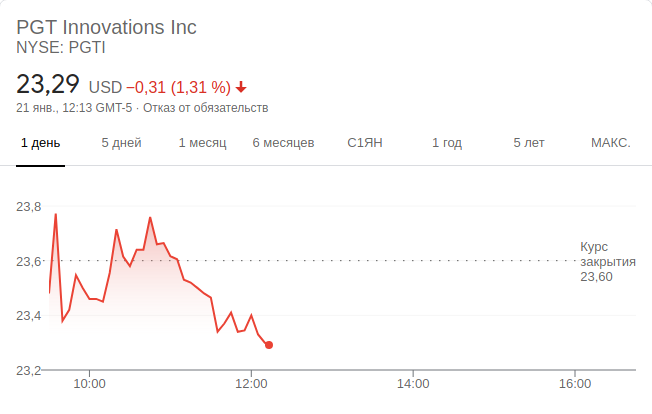 PGT Innovations Inc
NYSE: PGTI
23,29 USD −0,31 (1,31 %)
21 янв., 12:13 GMT-5 · Отказ от обязательств
1 день 5 дней 1 месяц 6 месяцев С1ЯН 1 год 5 лет МАКС.
23,8
23,6
23,4
23,2
Курс
закрытия
23,60
10:00 12:00 14:00 16:00